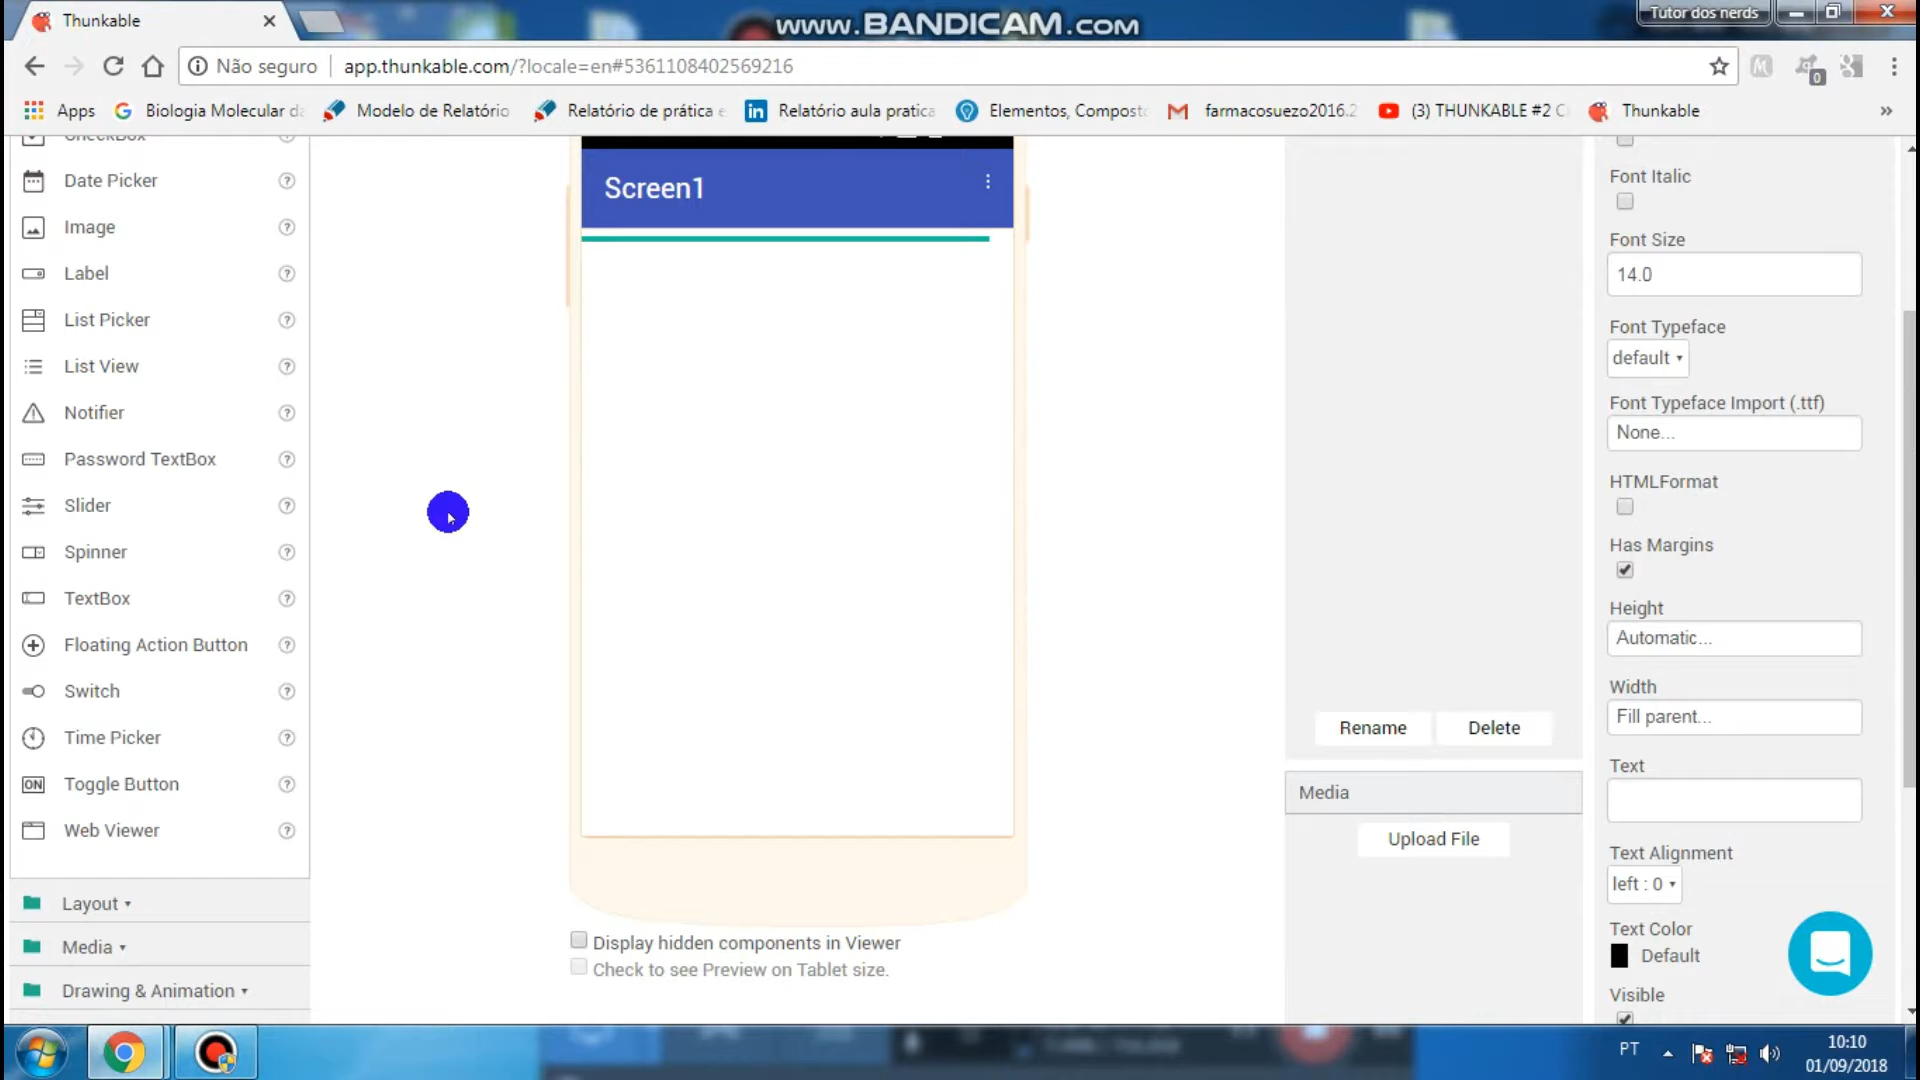 Thunkable
www.BANDICAM.com
Tutor dos nerds
Não seguro
app.thunkable.com/?locale=en#5361108402569216
0
Apps
Biologia Molecular da
Modelo de Relatório
Relatório de prática e
Relatório aula pratica
Elementos, Compost
farmacosuezo2016.2
(3) THUNKABLE #2 C
Thunkable
»
CheckBox
Date Picker
Image
Label
List Picker
List View
Notifier
Password TextBox
Slider
Spinner
TextBox
Floating Action Button
Switch
Time Picker
ON
Toggle Button
Web Viewer
Layout
Media
Drawing & Animation
Screen1
Display hidden components in Viewer
Check to see Preview on Tablet size.
Rename
Delete
Media
Upload File
Font Italic
Font Size
14.0
Font Typeface
default
Font Typeface Import (.ttf)
None...
HTMLFormat
Has Margins
Height
Automatic...
Width
Fill parent...
Text
Text Alignment
left : 0
Text Color
Default
Visible
PT
10:10
01/09/2018